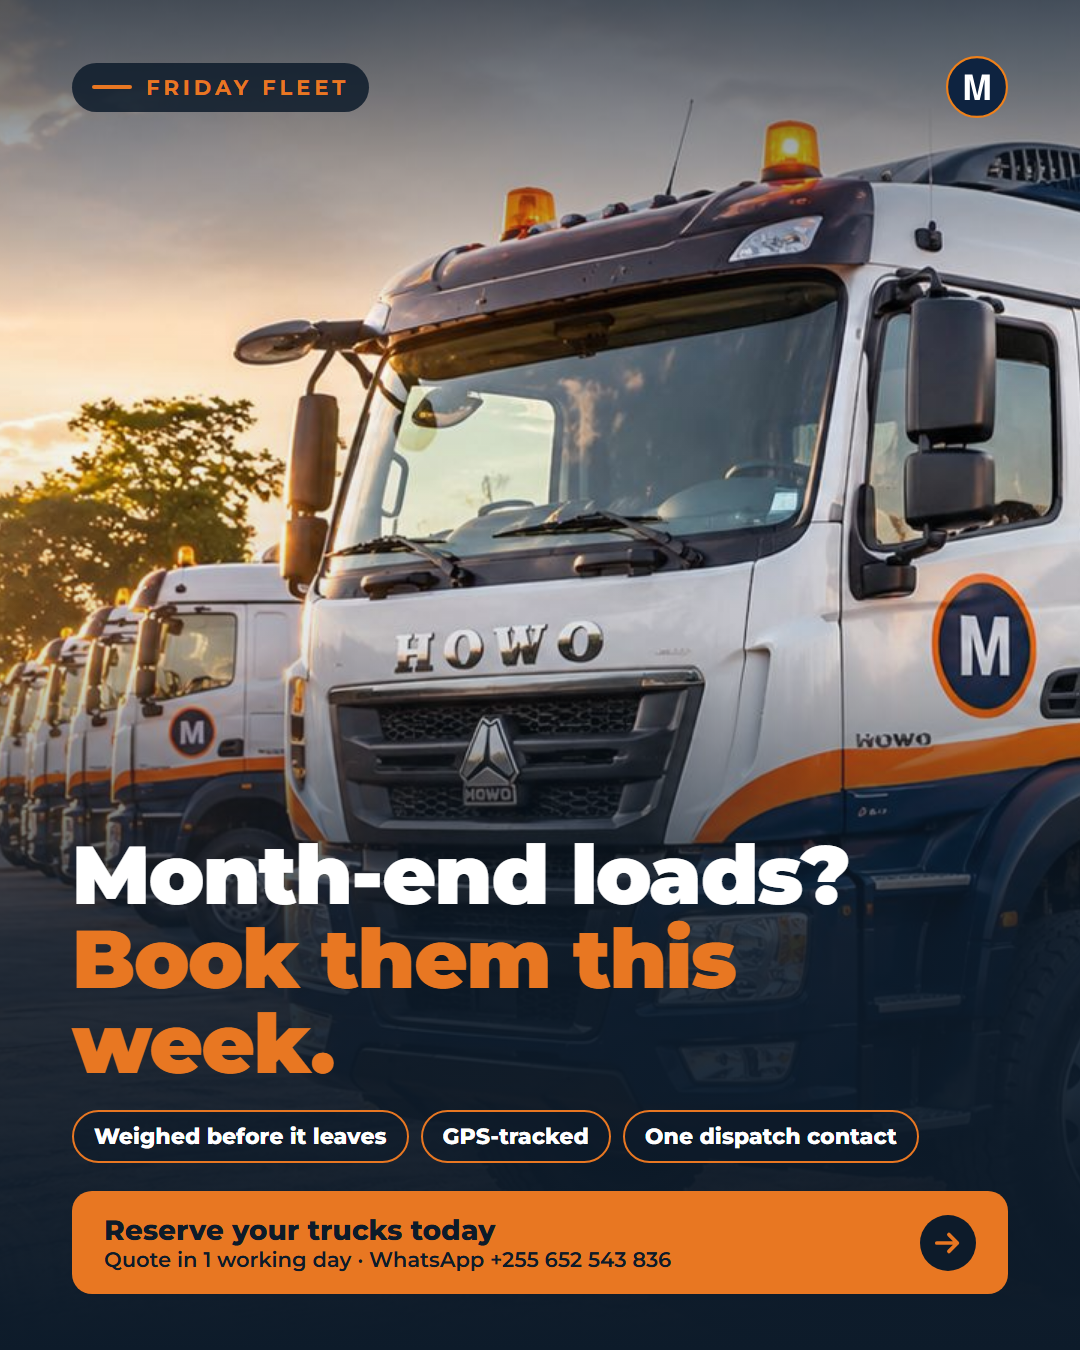 FRIDAY FLEET
M
HOWO
M
M
HOWO
HOWO
Month-end loads?
Book them this
week.
Weighed before it leaves
GPS-tracked
One dispatch contact
Reserve your trucks today
Quote in 1 working day · WhatsApp +255 652 543 836